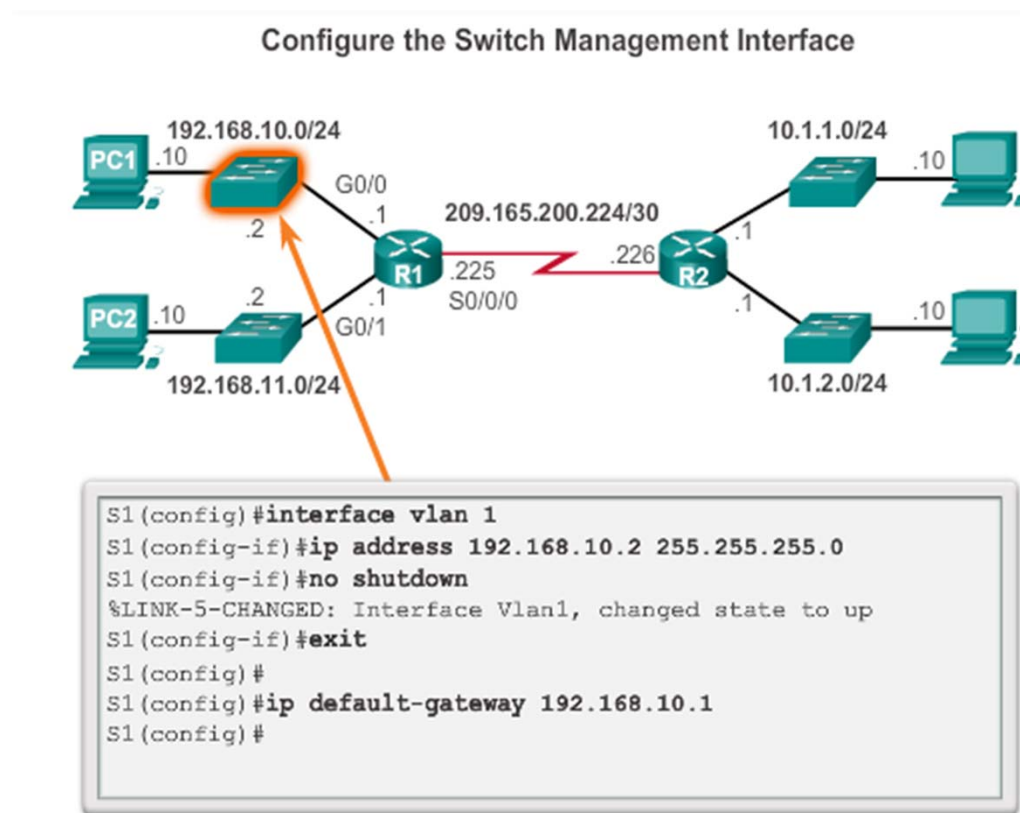 Configure the Switch Management Interface
192.168.10.0/24
10.1.1.0/24
PC1
.10
.10
G0/0
.2
.1
209.165.200.224/30
.1
R1
.225
.226
R2
S0/0/0
PC2
.10
.2
.1
G0/1
.1
.10
192.168.11.0/24
10.1.2.0/24
S1(config)#interface vlan 1
S1(config-if)#ip address 192.168.10.2 255.255.255.0
S1(config-if)#no shutdown
%LINK-5-CHANGED: Interface Vlan1, changed state to up
S1(config-if)#exit
S1(config)#
S1(config)#ip default-gateway 192.168.10.1
S1(config)#